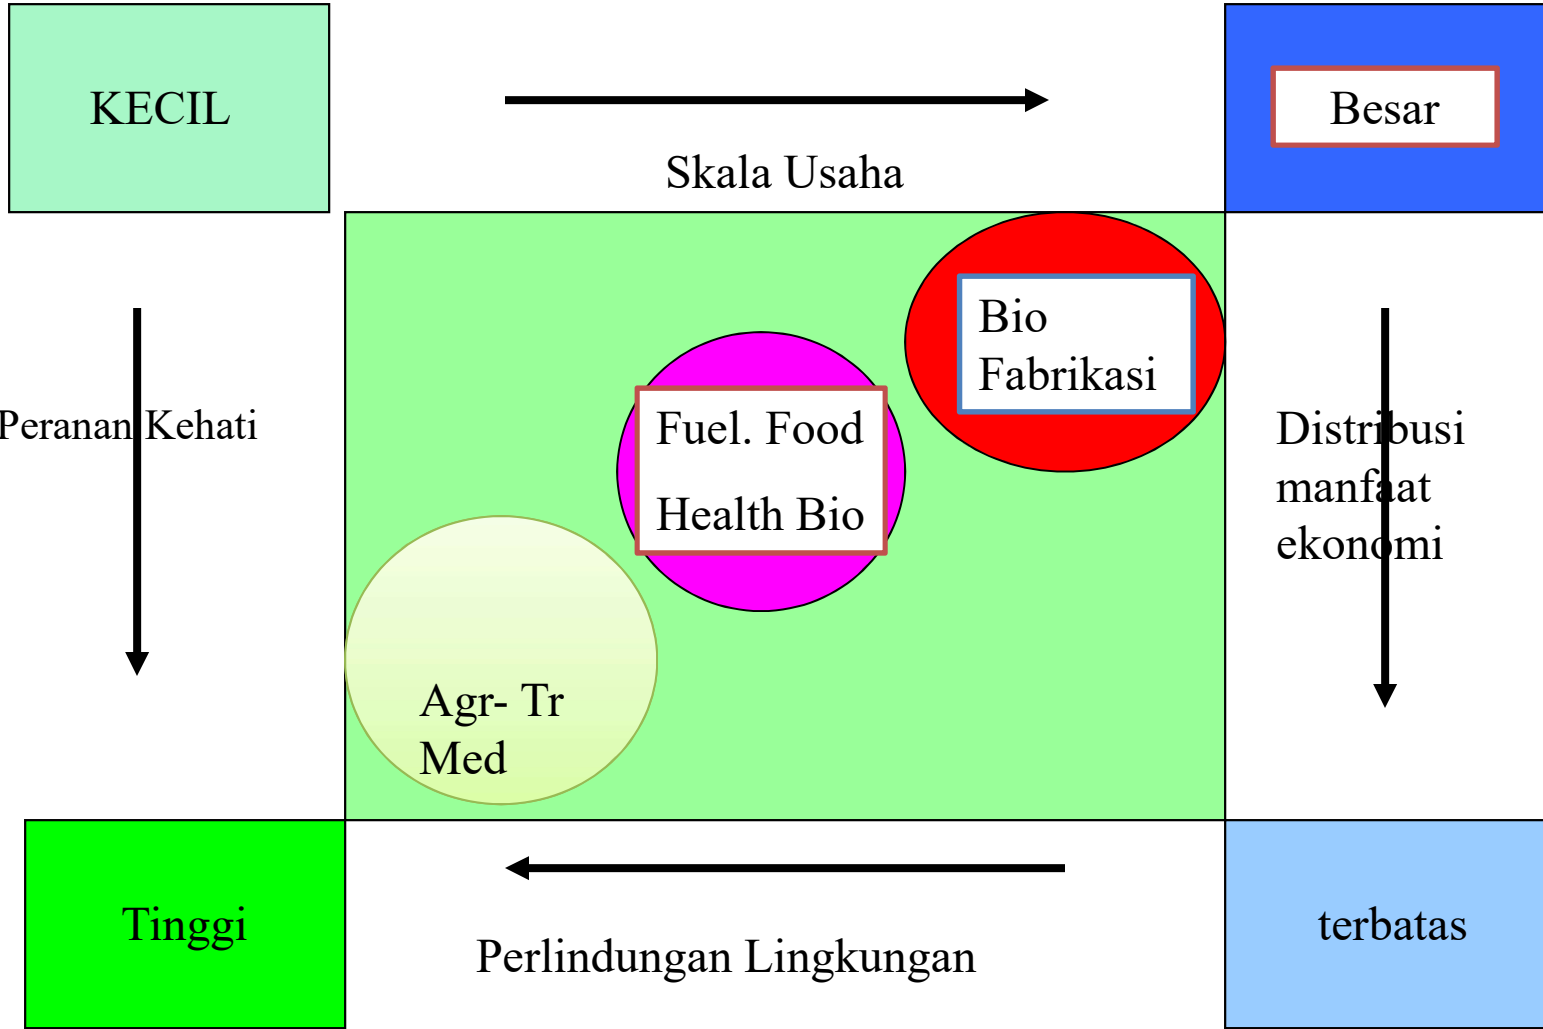 KECIL
Besar
Skala Usaha
Bio
Fabrikasi
Peranan Kehati
Fuel. Food
Health Bio
Distribusi
manfaat
ekonomi
Agr- Tr
Med
Tinggi
terbatas
Perlindungan Lingkungan